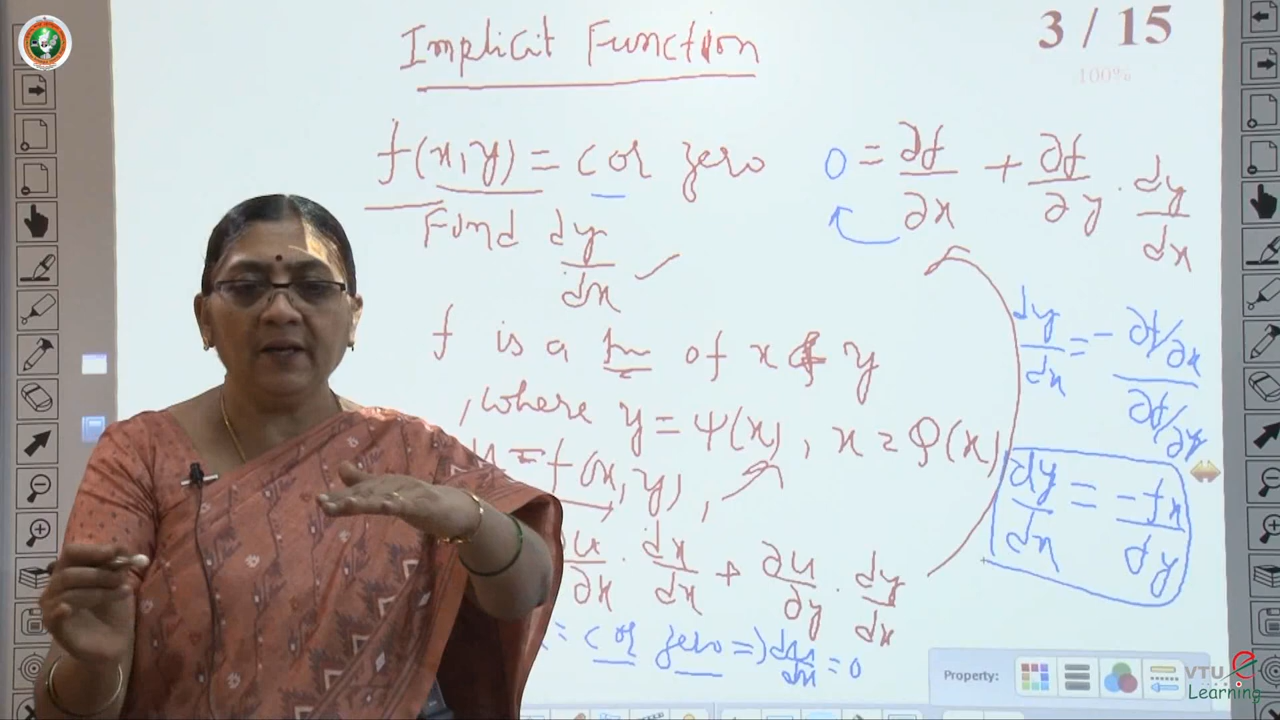 Implicit Function
3 / 15
100%
f(x,y) = c or zero
Find dy/dx ✓
0 = ∂f/∂x + ∂f/∂y · dy/dx
f is a fn of x & y
, where y = ψ(x), x = φ(x)
u = f(x,y),
∂u/∂x · dx/dx + ∂u/∂y · dy/dx
= c or zero ⇒ du/dx = 0
dy/dx = - ∂f/∂x / ∂f/∂y
dy/dx = -fx/dy
Property:
VTU e
Learning